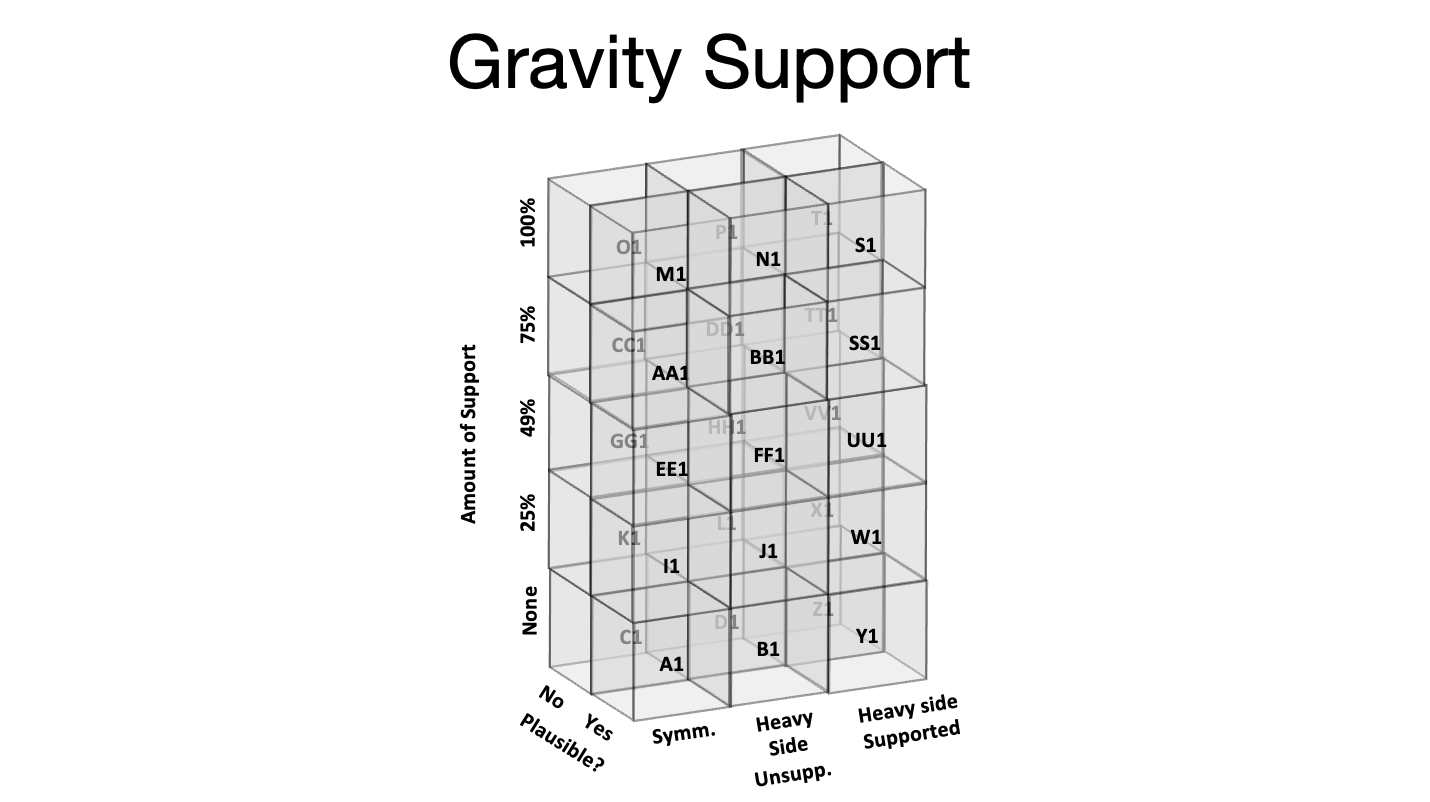 Gravity Support
Amount of Support
100%
O1
P1
T1
M1
N1
S1
75%
CC1
DD1
TT1
AA1
BB1
SS1
49%
GG1
HH1
VV1
EE1
FF1
UU1
25%
K1
L1
X1
I1
J1
W1
None
C1
D1
Z1
A1
B1
Y1
No Yes
Plausible?
Symm.
Heavy
Side
Unsupp.
Heavy side
Supported